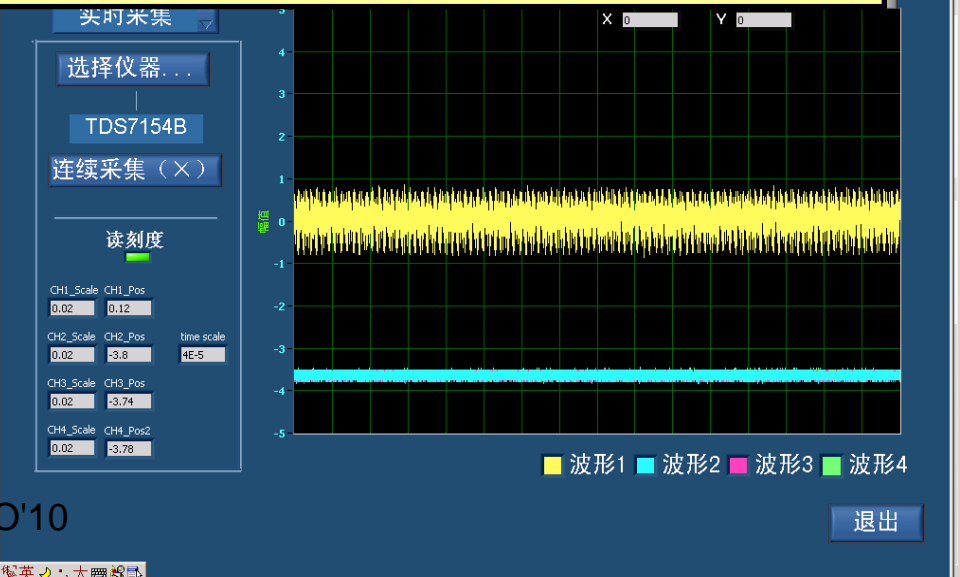 实时采集
选择仪器...
TDS7154B
连续采集（X）
读刻度
CH1_Scale CH1_Pos
0.02 0.12
CH2_Scale CH2_Pos time scale
0.02 -3.8 4E-5
CH3_Scale CH3_Pos
0.02 -3.74
CH4_Scale CH4_Pos2
0.02 -3.78
X 0 Y 0
5
4
3
2
1
0
-1
-2
-3
-4
-5
幅值
波形1 波形2 波形3 波形4
O'10
退出
英 大